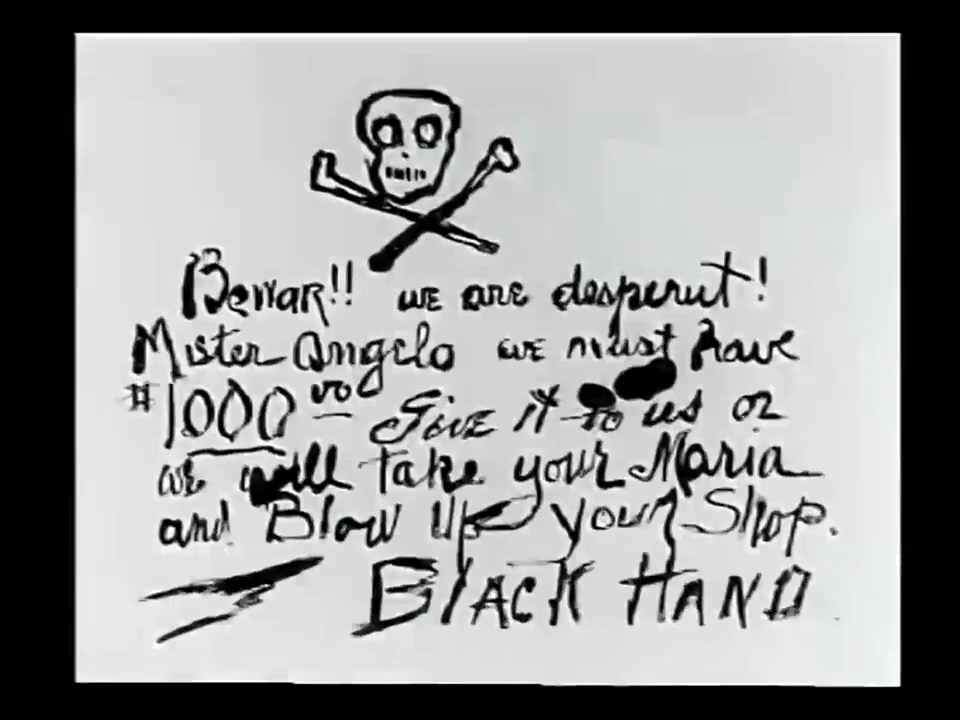 Bewar!! we are desperut!
Mister Angelo we must have
$1000 00 Give it to us or
we will take your Maria
and Blow Up your Shop.
BLACK HAND